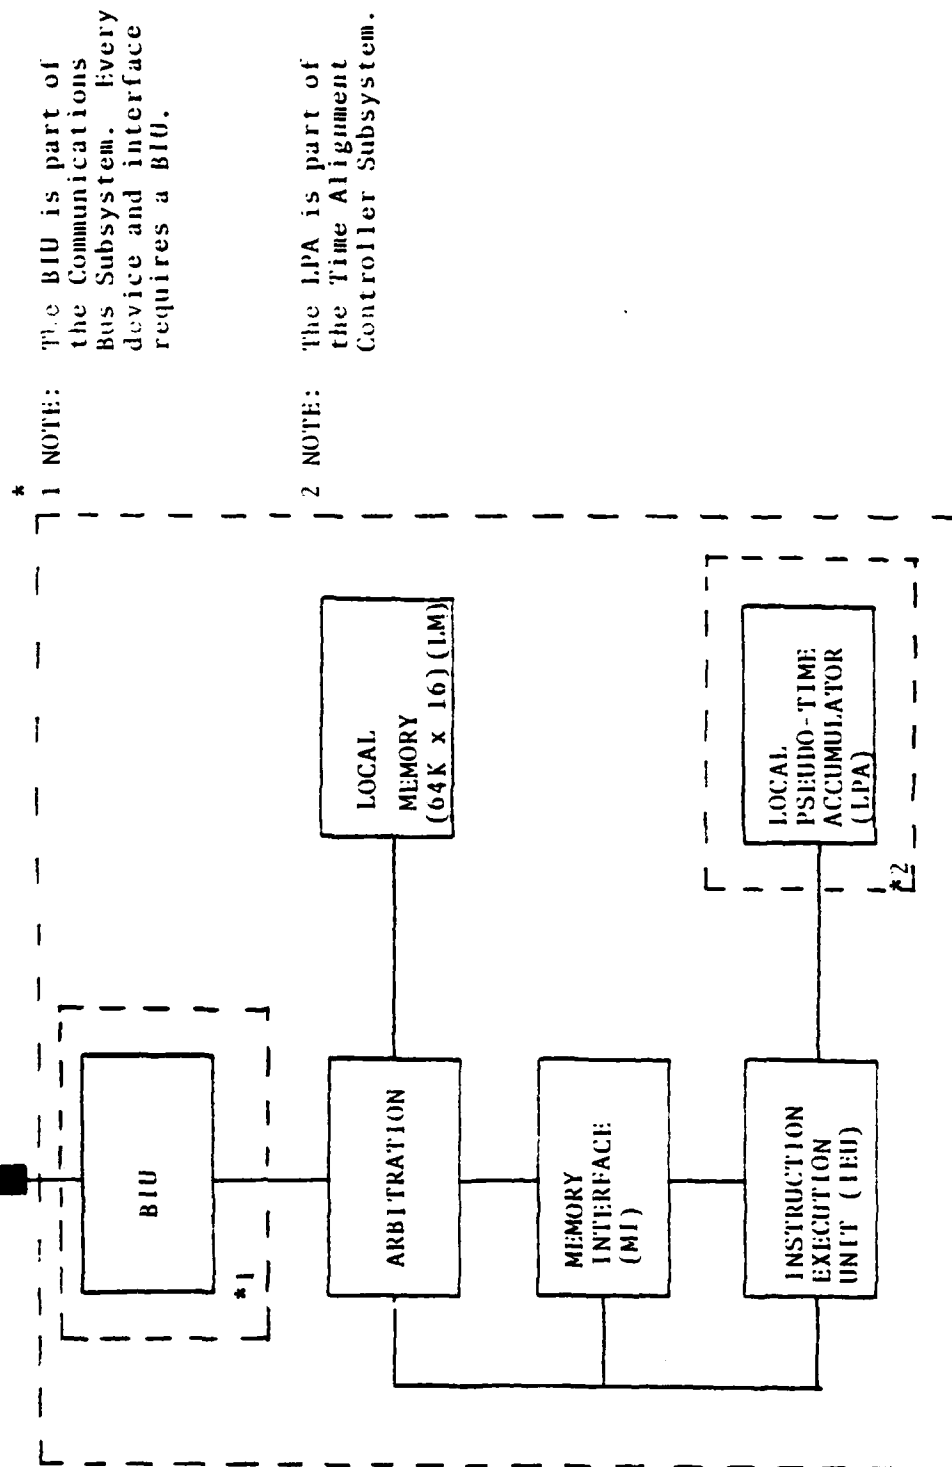 *
1 NOTE: The BIU is part of
the Communications
Bus Subsystem. Every
device and interface
requires a BIU.
2 NOTE: The LPA is part of
the Time Alignment
Controller Subsystem.
BIU
*1
ARBITRATION
LOCAL
MEMORY
(64K x 16)(LM)
MEMORY
INTERFACE
(MI)
INSTRUCTION
EXECUTION
UNIT (IEU)
LOCAL
PSEUDO-TIME
ACCUMULATOR
(LPA)
*2